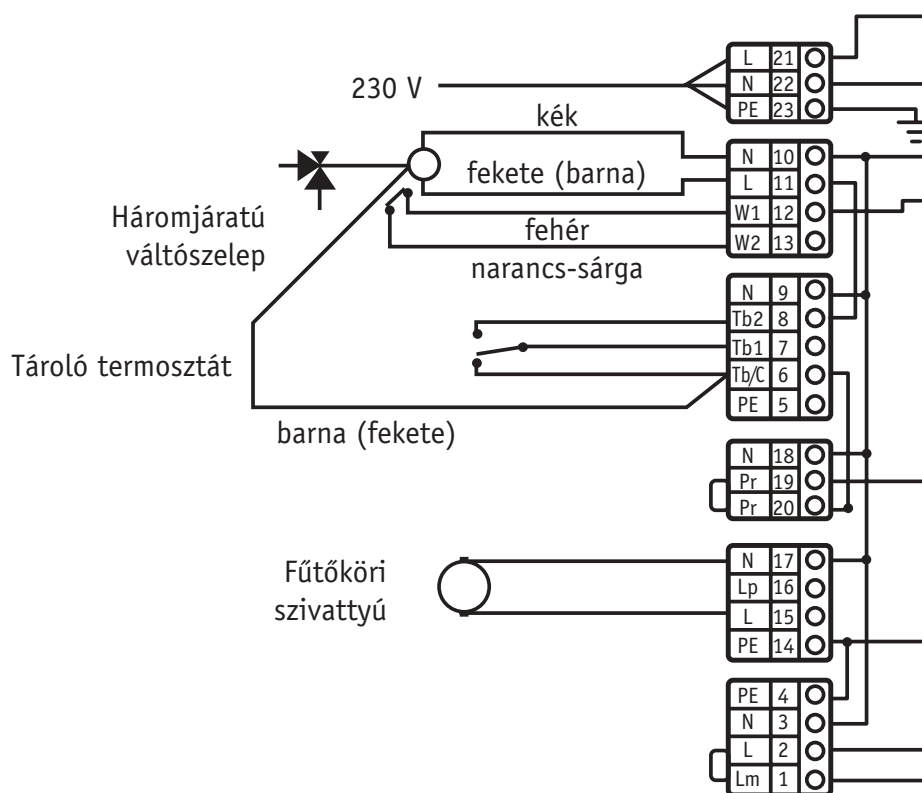 230 V
L 21
N 22
PE 23
kék
fekete (barna)
fehér
narancs-sárga
Háromjáratú
váltószelep
N 10
L 11
W1 12
W2 13
Tároló termosztát
barna (fekete)
N 9
Tb2 8
Tb1 7
Tb/C 6
PE 5
N 18
Pr 19
Pr 20
Fűtőköri
szivattyú
N 17
Lp 16
L 15
PE 14
PE 4
N 3
L 2
Lm 1